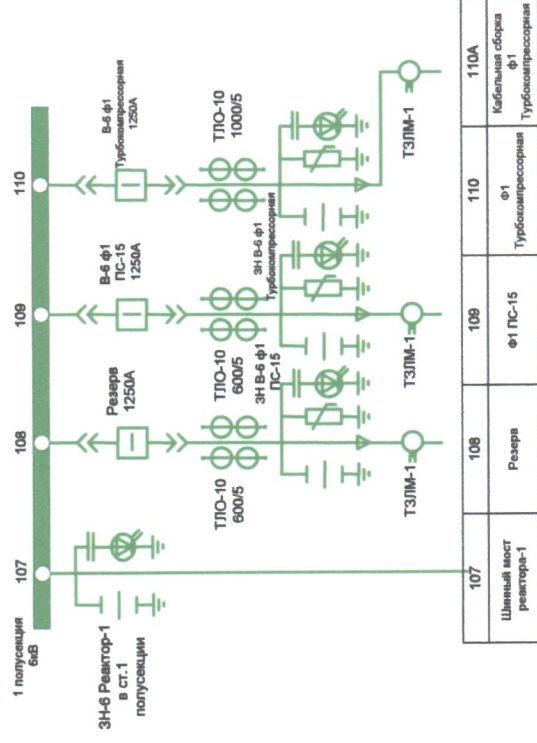 1 полусекция
6кВ
107
108
109
110
ЗН-6 Реактор-1
в ст.1
полусекции
Резерв
1250А
В-6 ф1
ПС-15
1250А
В-6 ф1
Турбокомпрессорная
1250А
ТЛО-10
600/5
ТЛО-10
600/5
ТЛО-10
1000/5
ЗН В-6 ф1
ПС-15
ЗН В-6 ф1
Турбокомпрессорная
ТЗЛМ-1
ТЗЛМ-1
ТЗЛМ-1
107
108
109
110
110А
Шинный мост
реактора-1
Резерв
Ф1 ПС-15
Ф1
Турбокомпрессорная
Кабельная сборка
ф1
Турбокомпрессорная